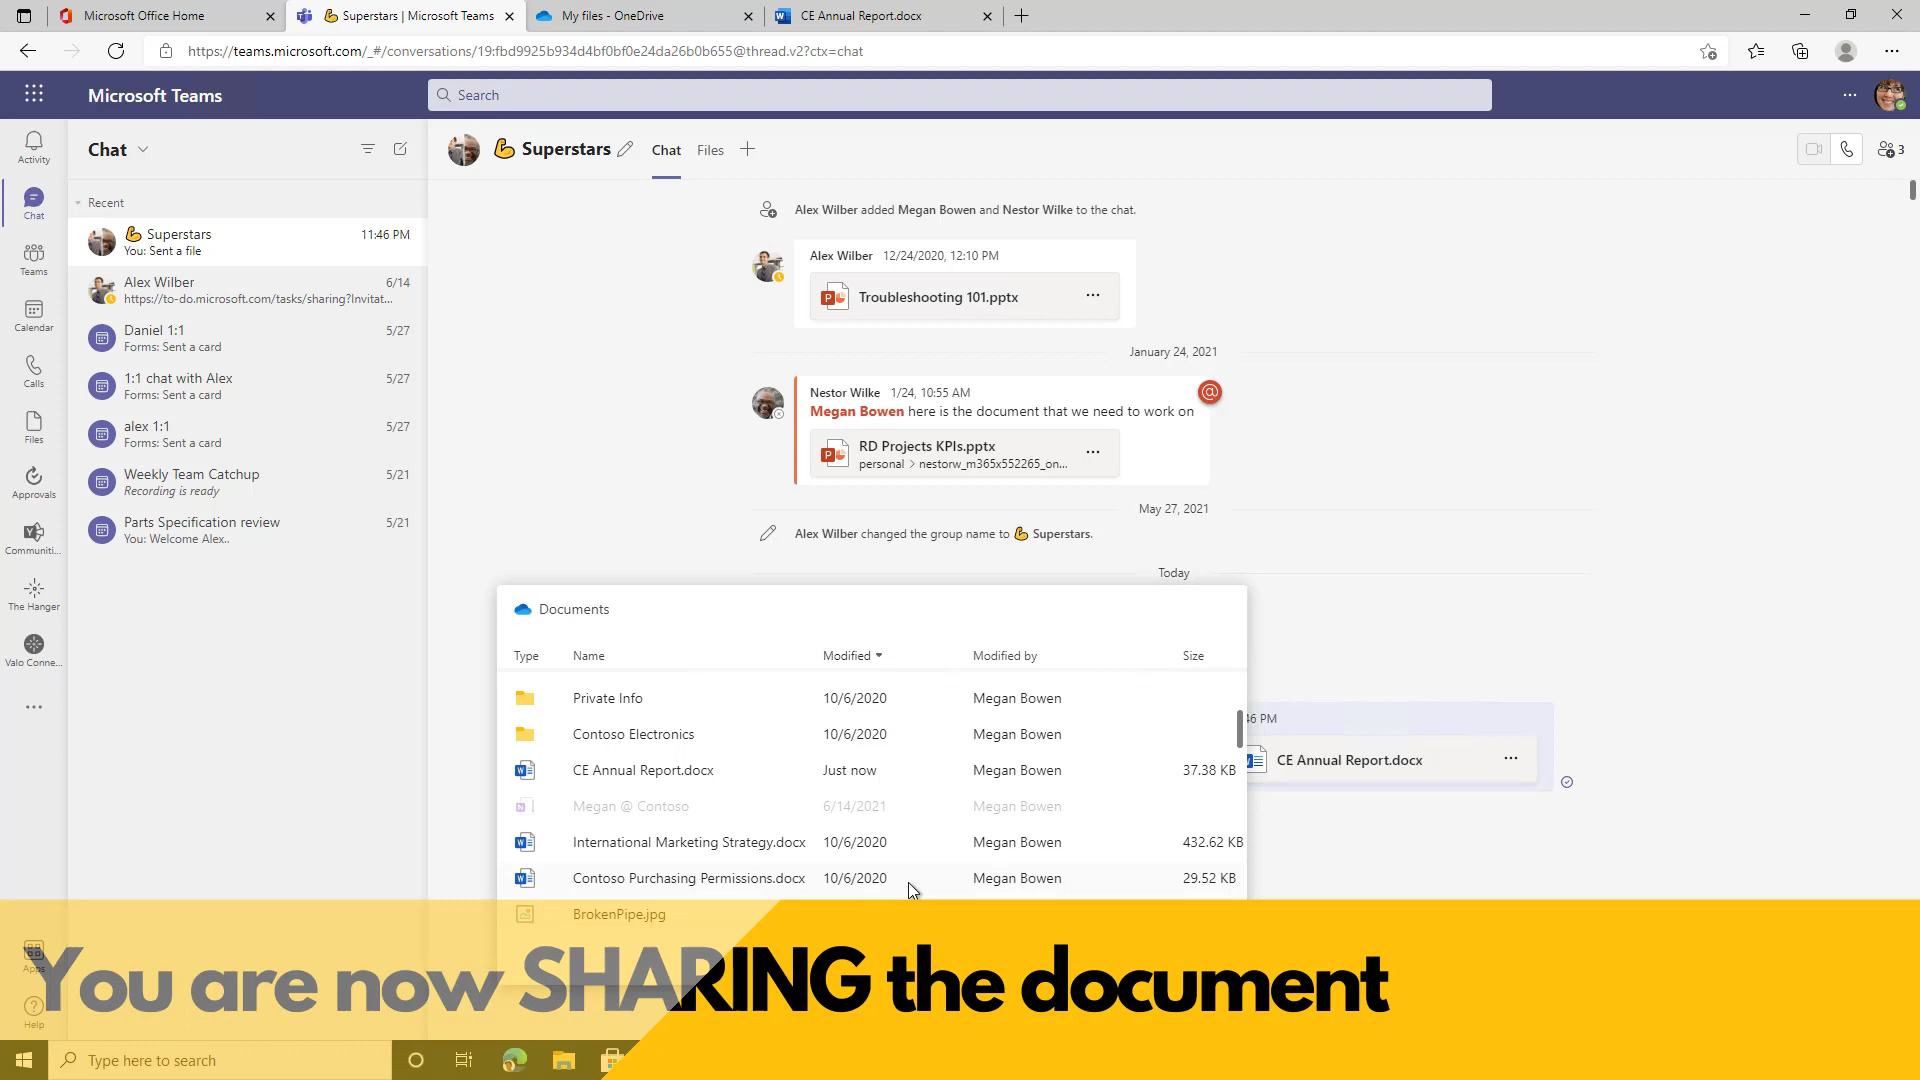 Microsoft Office Home
Superstars | Microsoft Teams
My files - OneDrive
CE Annual Report.docx
https://teams.microsoft.com/_#/conversations/19:fbd9925b934d4bf0bf0e24da26b0b655@thread.v2?ctx=chat
Microsoft Teams
Search
Activity
Chat
Teams
Calendar
Calls
Files
Approvals
Communiti...
The Hanger
Valo Conne...
Apps
Help
Chat
Recent
Superstars 11:46 PM
You: Sent a file
Alex Wilber 6/14
https://to-do.microsoft.com/tasks/sharing?Invitat...
Daniel 1:1 5/27
Forms: Sent a card
1:1 chat with Alex 5/27
Forms: Sent a card
alex 1:1 5/27
Forms: Sent a card
Weekly Team Catchup 5/21
Recording is ready
Parts Specification review 5/21
You: Welcome Alex..
Superstars Chat Files 3
Alex Wilber added Megan Bowen and Nestor Wilke to the chat.
Alex Wilber 12/24/2020, 12:10 PM
Troubleshooting 101.pptx
January 24, 2021
Nestor Wilke 1/24, 10:55 AM
Megan Bowen here is the document that we need to work on
RD Projects KPIs.pptx
personal > nestorw_m365x552265_on...
May 27, 2021
Alex Wilber changed the group name to Superstars.
Today
46 PM
CE Annual Report.docx
Documents
Type Name Modified Modified by Size
Private Info 10/6/2020 Megan Bowen
Contoso Electronics 10/6/2020 Megan Bowen
CE Annual Report.docx Just now Megan Bowen 37.38 KB
Megan @ Contoso 6/14/2021 Megan Bowen
International Marketing Strategy.docx 10/6/2020 Megan Bowen 432.62 KB
Contoso Purchasing Permissions.docx 10/6/2020 Megan Bowen 29.52 KB
BrokenPipe.jpg
You are now SHARING the document
Type here to search